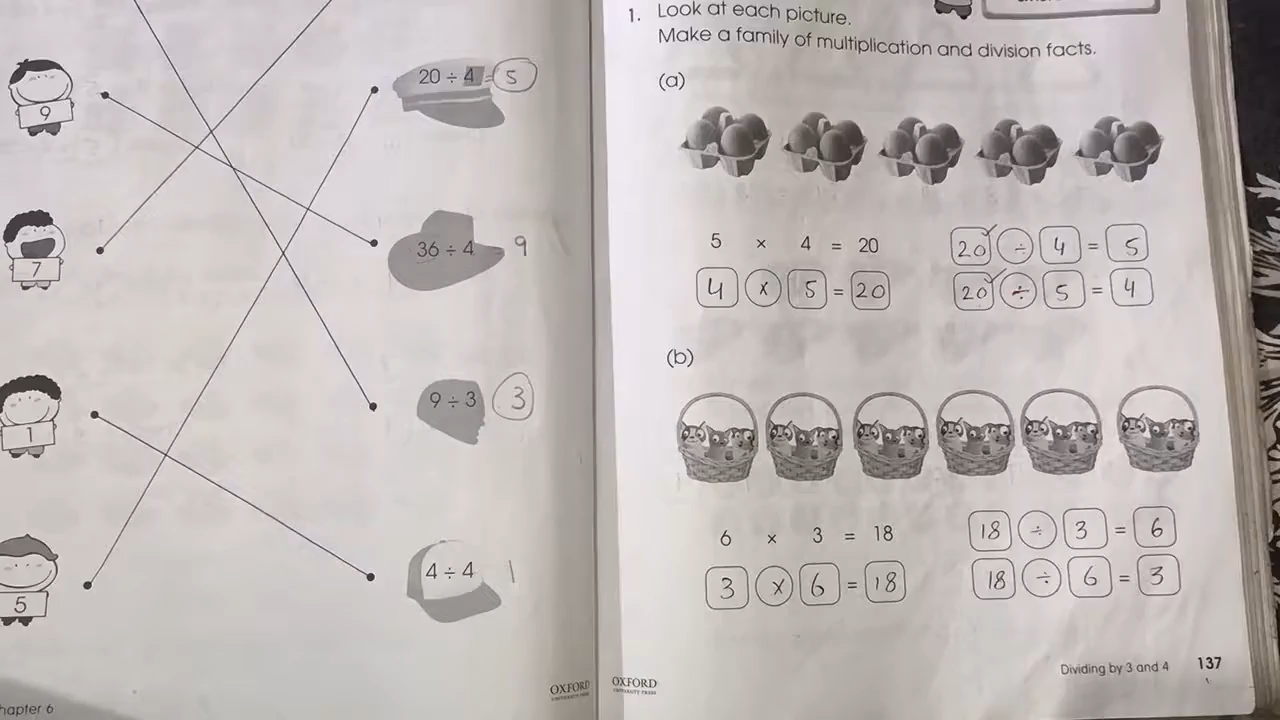 9
20 ÷ 4 = 5
7
36 ÷ 4 = 9
1
9 ÷ 3 3
5
4 ÷ 4 1
OXFORD
hapter 6
1. Look at each picture.
Make a family of multiplication and division facts.
(a)
5 x 4 = 20
4 x 5 = 20
20 ÷ 4 = 5
20 ÷ 5 = 4
(b)
6 x 3 = 18
3 x 6 = 18
18 ÷ 3 = 6
18 ÷ 6 = 3
OXFORD
UNIVERSITY PRESS
Dividing by 3 and 4 137